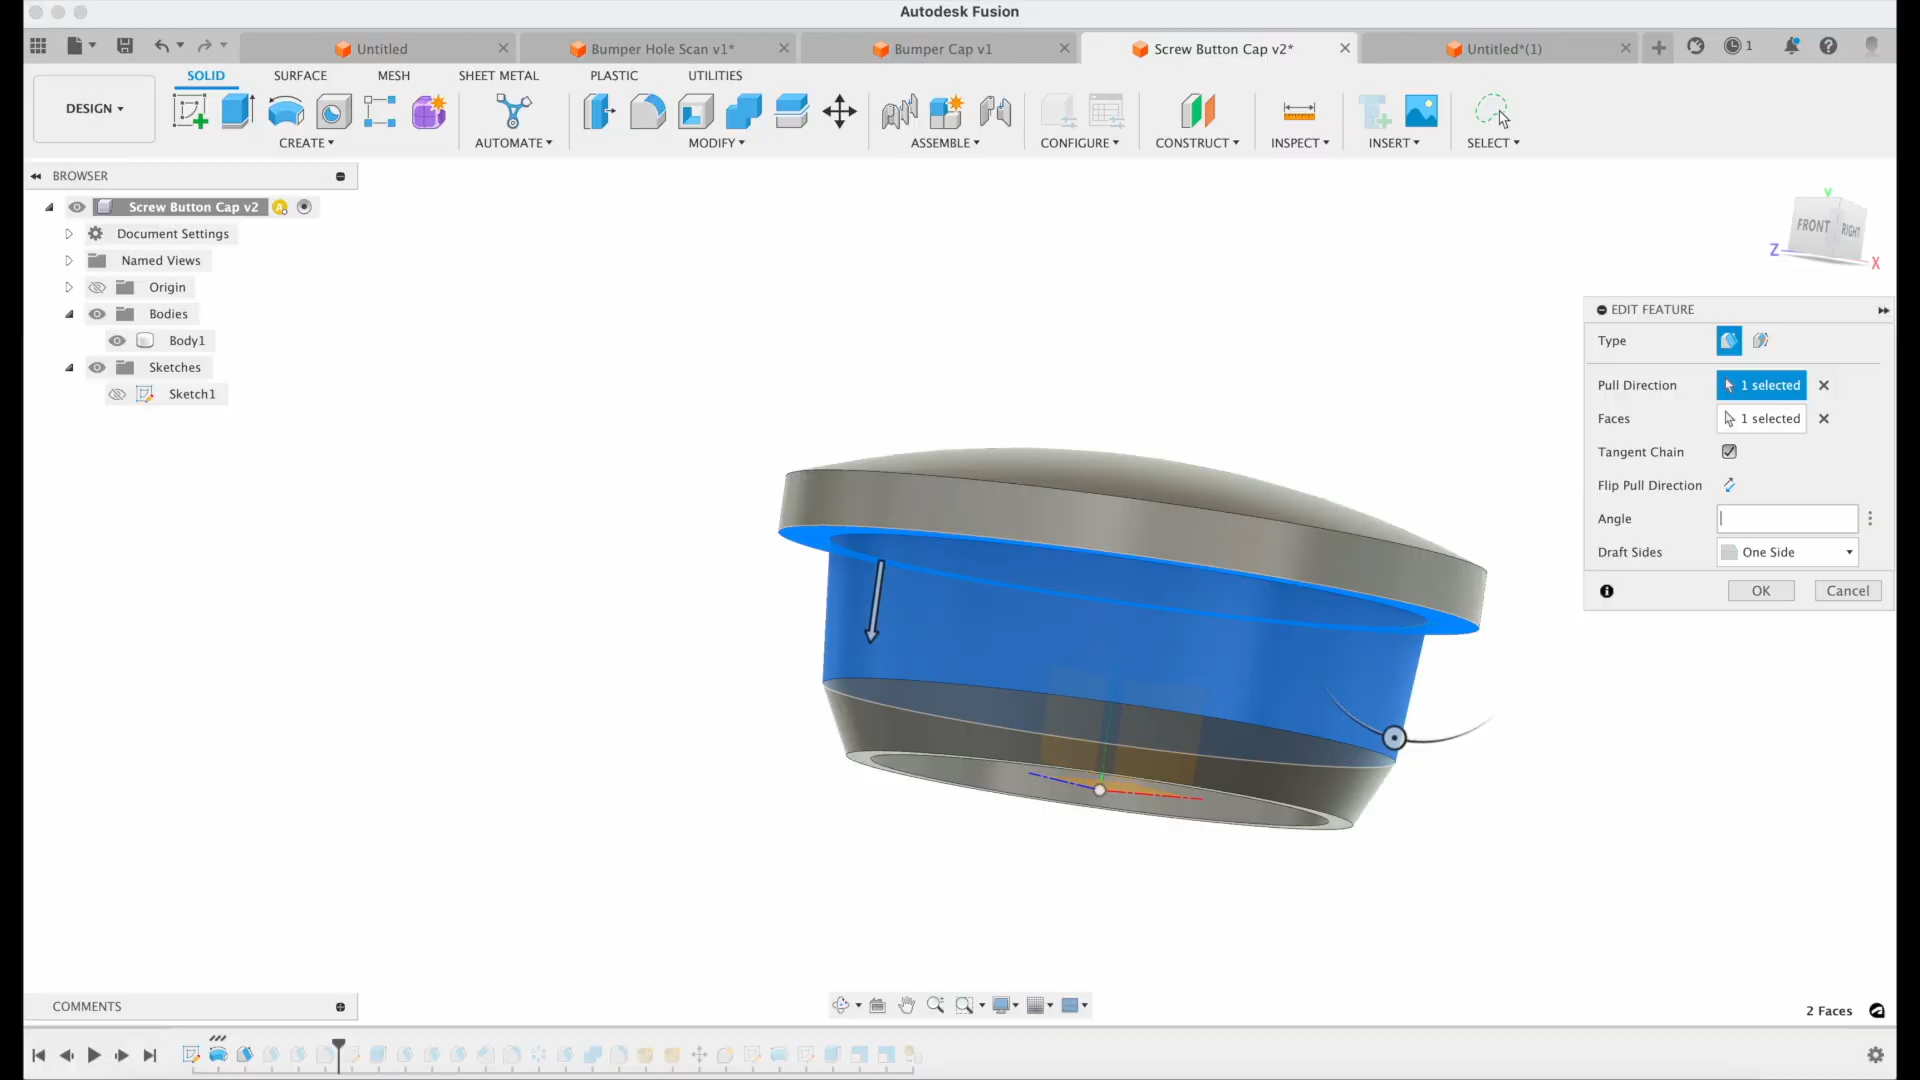 Autodesk Fusion
Untitled
Bumper Hole Scan v1*
Bumper Cap v1
Screw Button Cap v2*
Untitled*(1)
1
SOLID
SURFACE
MESH
SHEET METAL
PLASTIC
UTILITIES
DESIGN
CREATE
AUTOMATE
MODIFY
ASSEMBLE
CONFIGURE
CONSTRUCT
INSPECT
INSERT
SELECT
BROWSER
Screw Button Cap v2
Document Settings
Named Views
Origin
Bodies
Body1
Sketches
Sketch1
Y
FRONT
RIGHT
Z
X
EDIT FEATURE
Type
Pull Direction
1 selected
Faces
1 selected
Tangent Chain
Flip Pull Direction
Angle
Draft Sides
One Side
OK
Cancel
COMMENTS
2 Faces